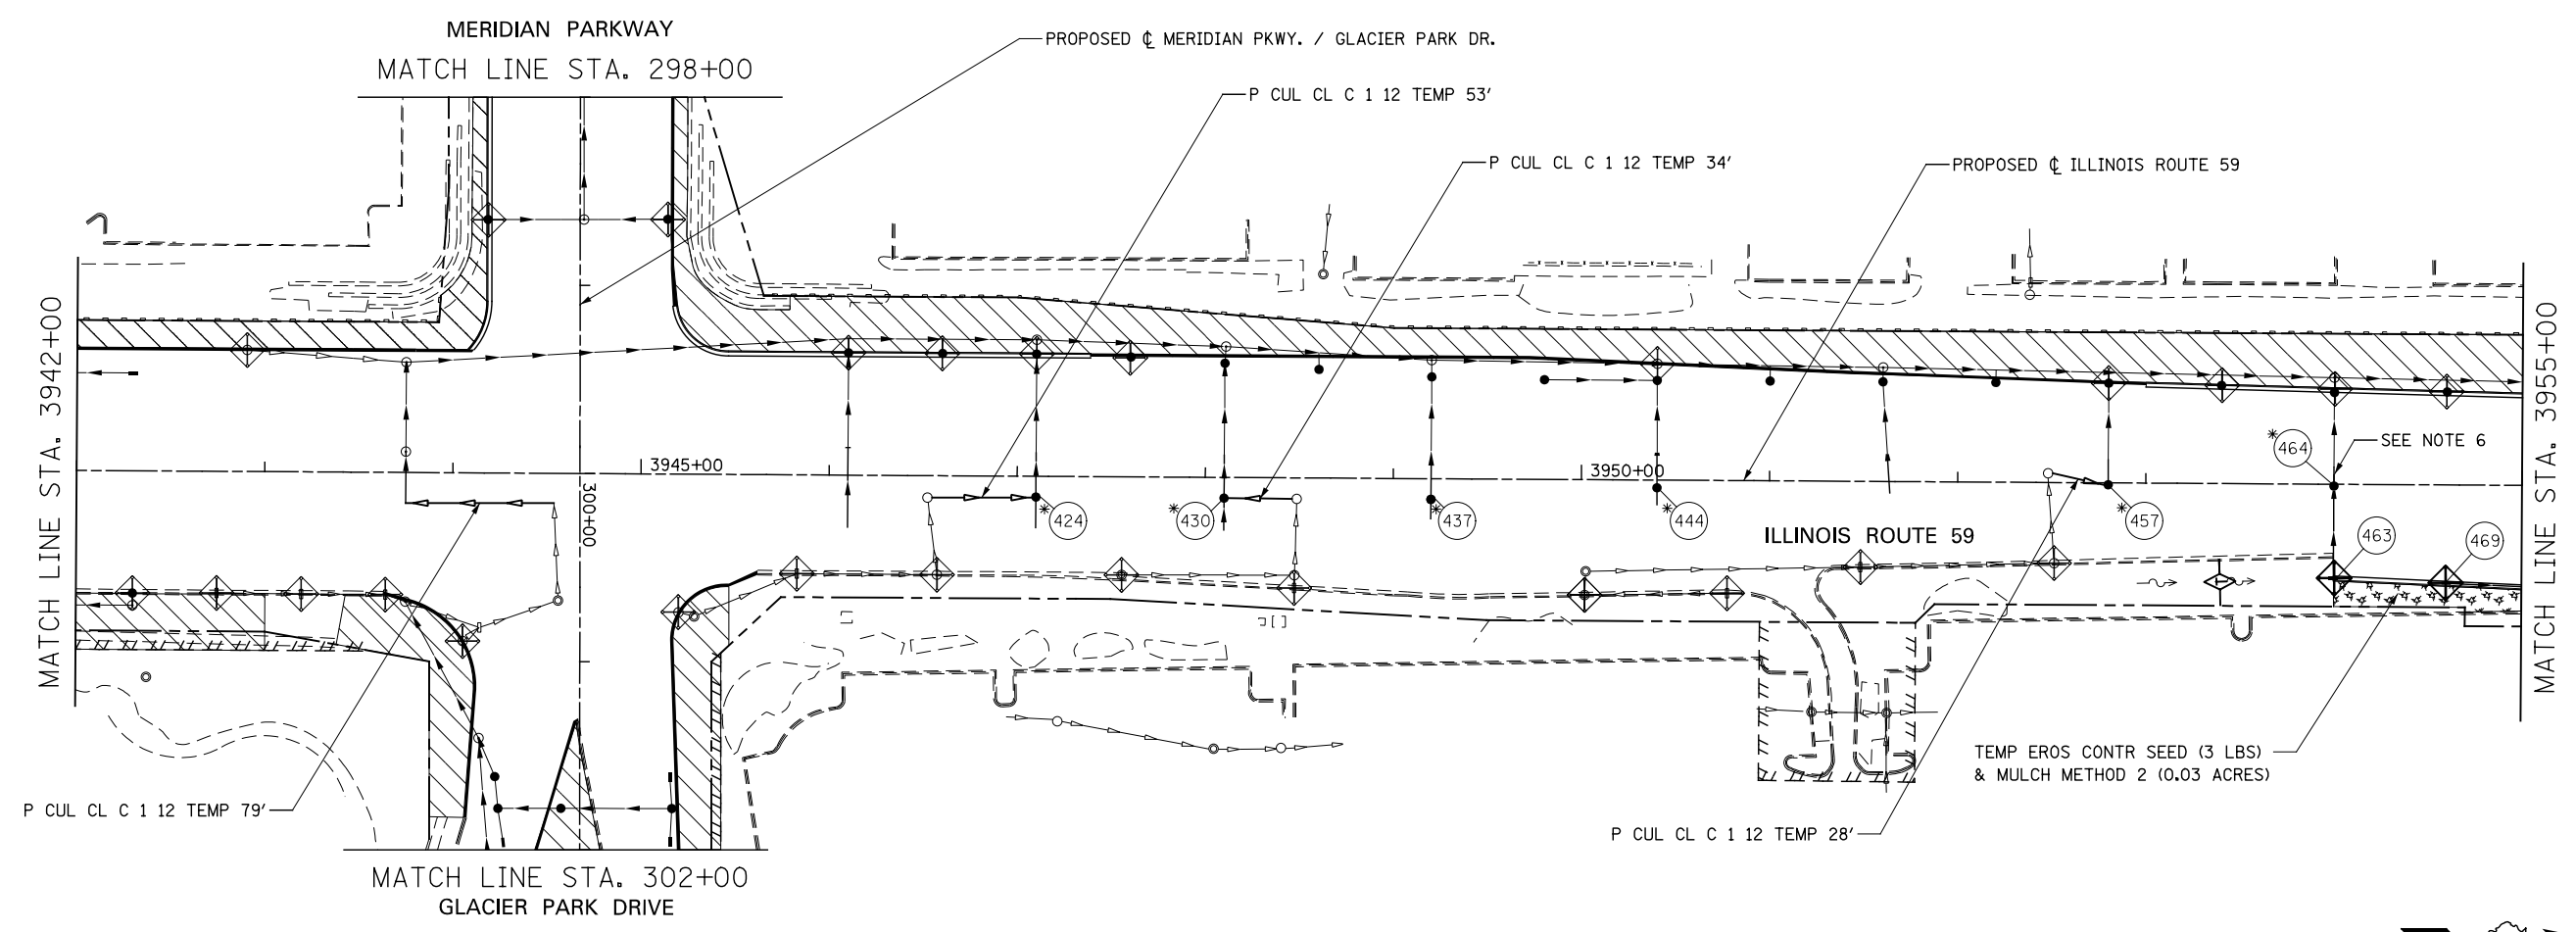 MERIDIAN PARKWAY
MATCH LINE STA. 298+00
PROPOSED ℄ MERIDIAN PKWY. / GLACIER PARK DR.
P CUL CL C 1 12 TEMP 53'
P CUL CL C 1 12 TEMP 34'
PROPOSED ℄ ILLINOIS ROUTE 59
MATCH LINE STA. 3942+00
MATCH LINE STA. 3955+00
3945+00
3950+00
300+00
*464
SEE NOTE 6
*424
*430
*437
*444
*457
ILLINOIS ROUTE 59
463
469
T
TEMP EROS CONTR SEED (3 LBS)
& MULCH METHOD 2 (0.03 ACRES)
P CUL CL C 1 12 TEMP 79'
P CUL CL C 1 12 TEMP 28'
MATCH LINE STA. 302+00
GLACIER PARK DRIVE